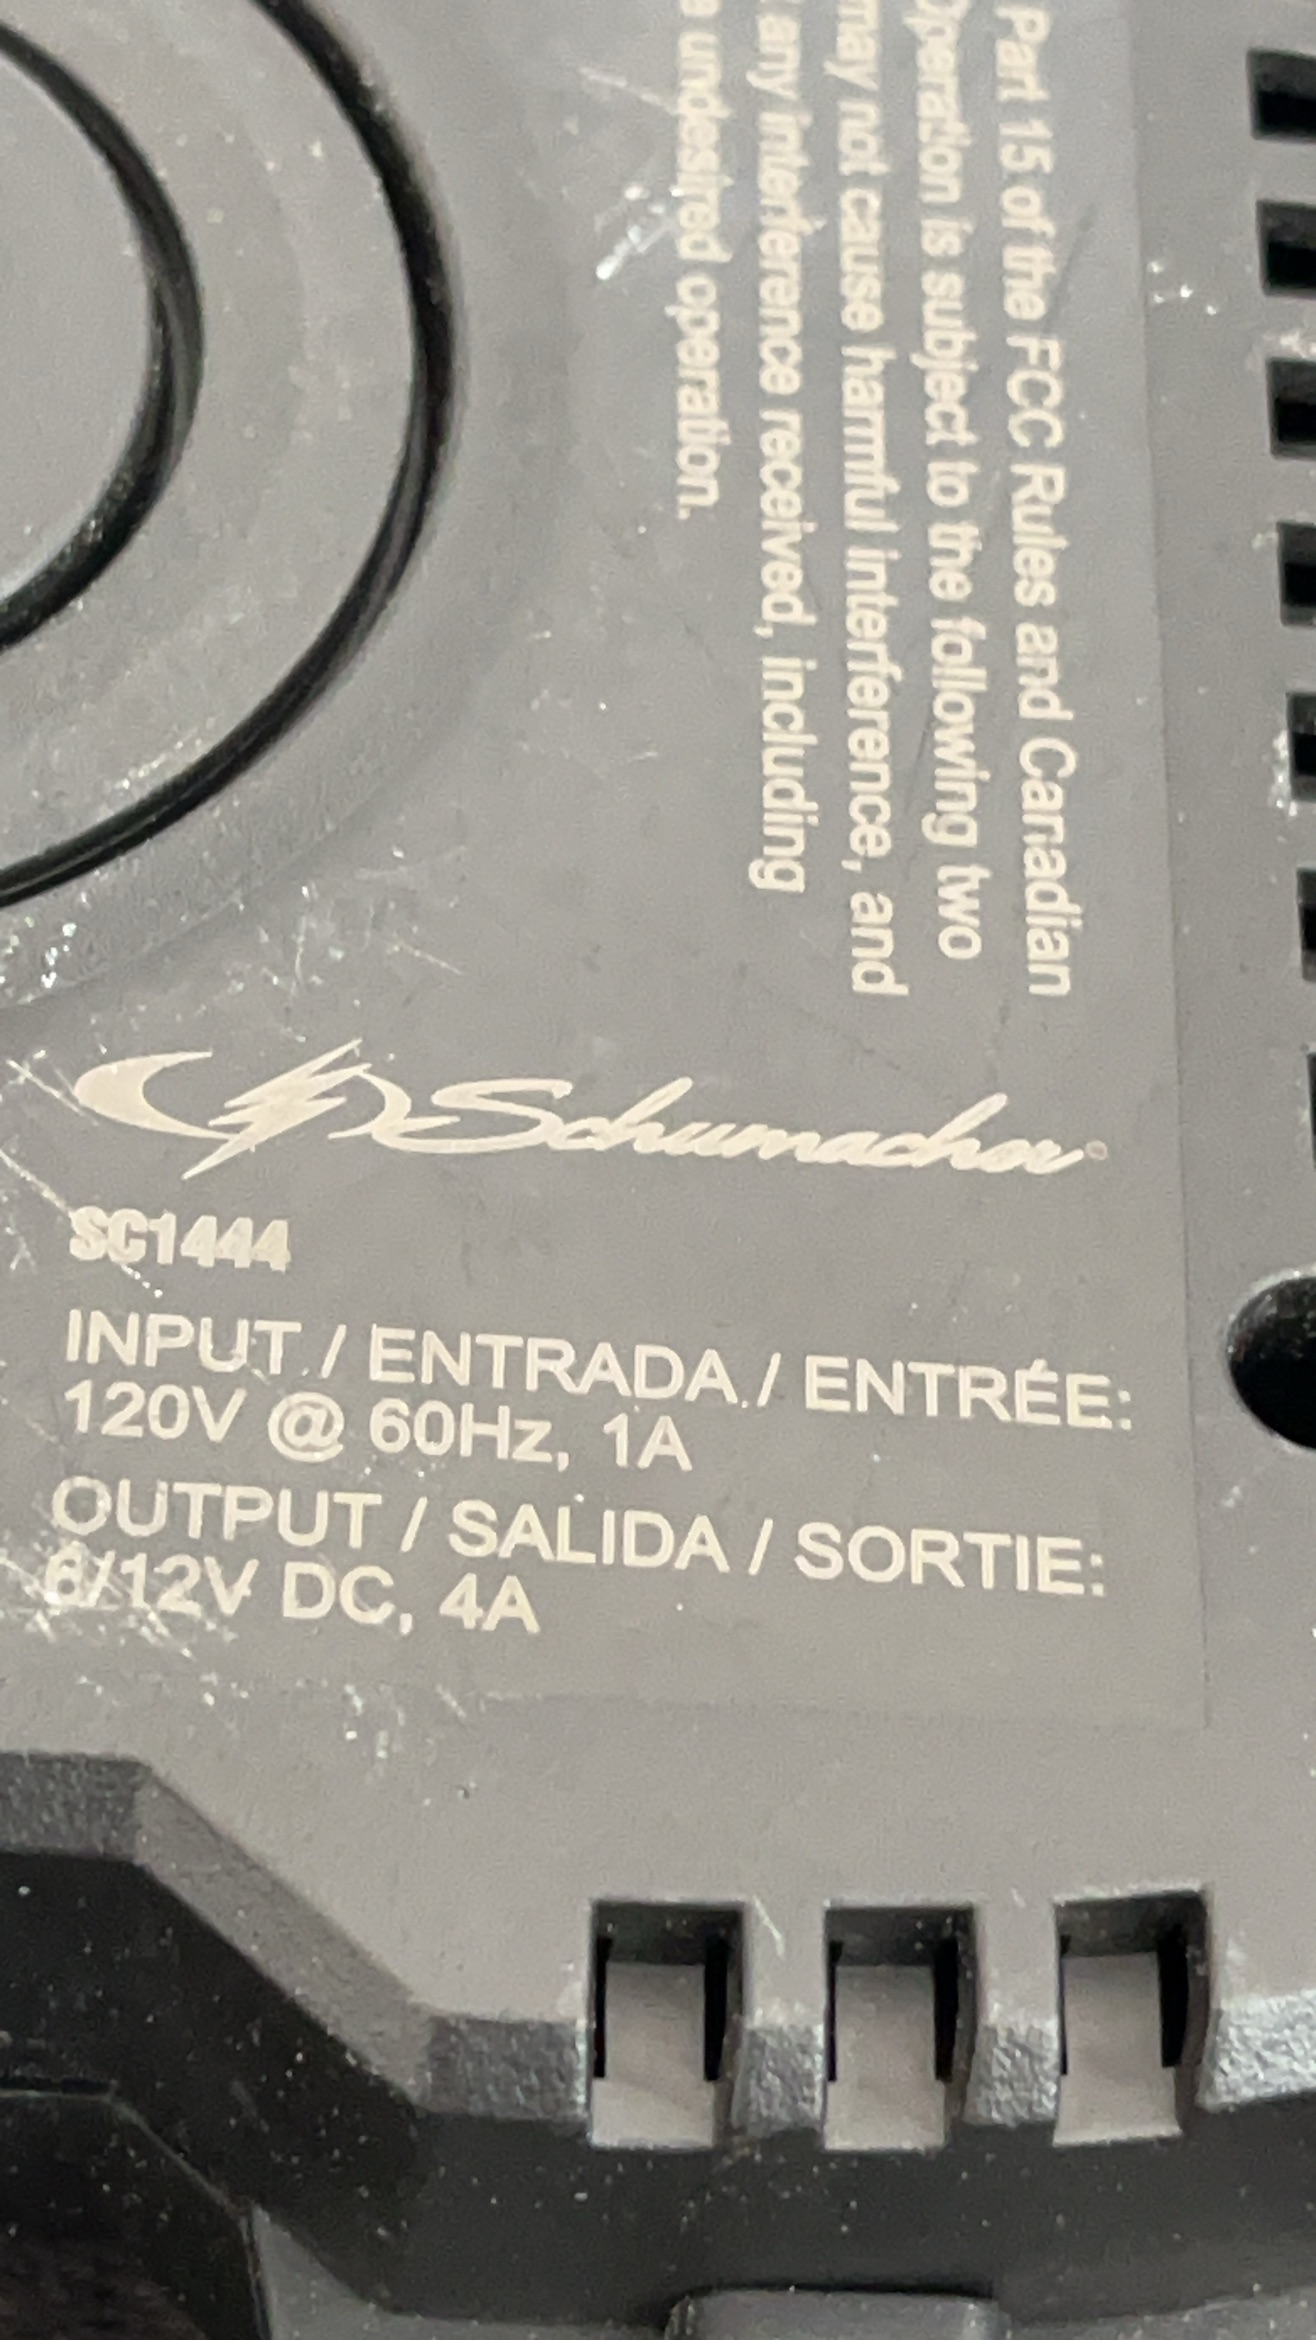 Part 15 of the FCC Rules and Canadian
Operation is subject to the following two
may not cause harmful interference, and
any interference received, including
undesired operation.
Schumacher®
SC1444
INPUT / ENTRADA / ENTRÉE:
120V @ 60Hz, 1A
OUTPUT / SALIDA / SORTIE:
6/12V DC, 4A